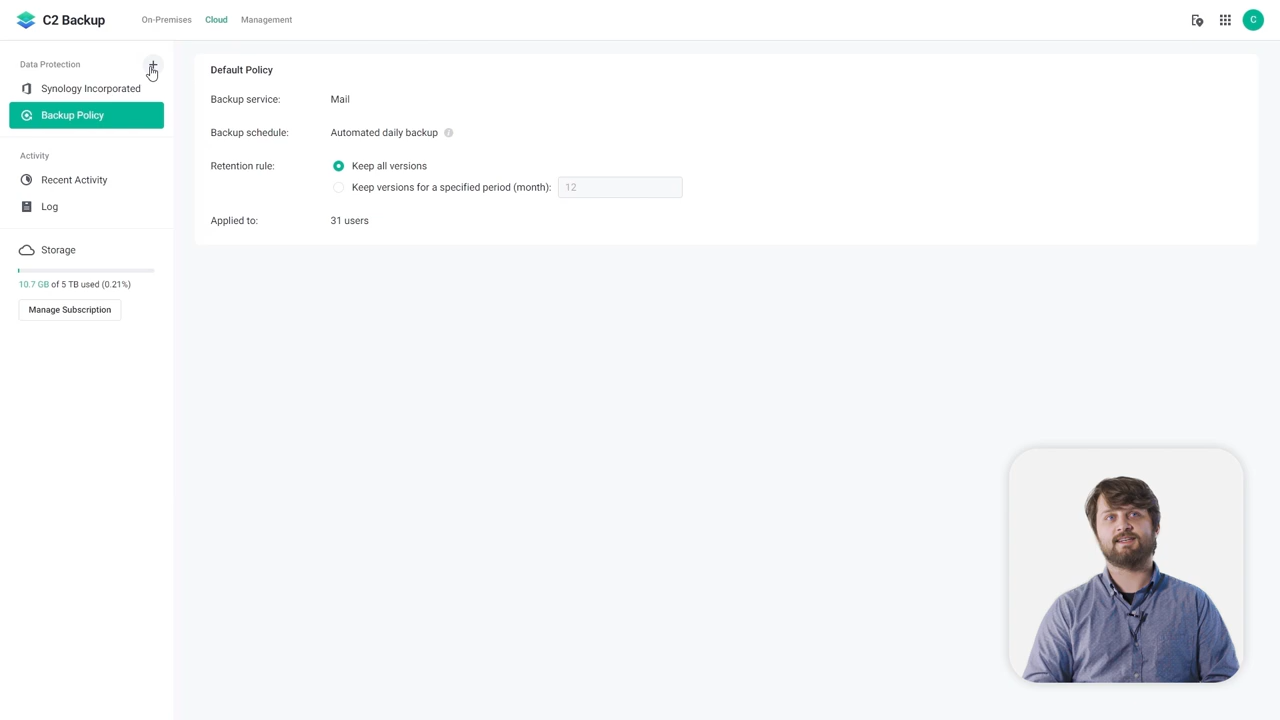 C2 Backup
On-Premises Cloud Management
C
Data Protection
Synology Incorporated
Backup Policy
Activity
Recent Activity
Log
Storage
10.7 GB of 5 TB used (0.21%)
Manage Subscription
Default Policy
Backup service: Mail
Backup schedule: Automated daily backup
Retention rule: Keep all versions
Keep versions for a specified period (month): 12
Applied to: 31 users